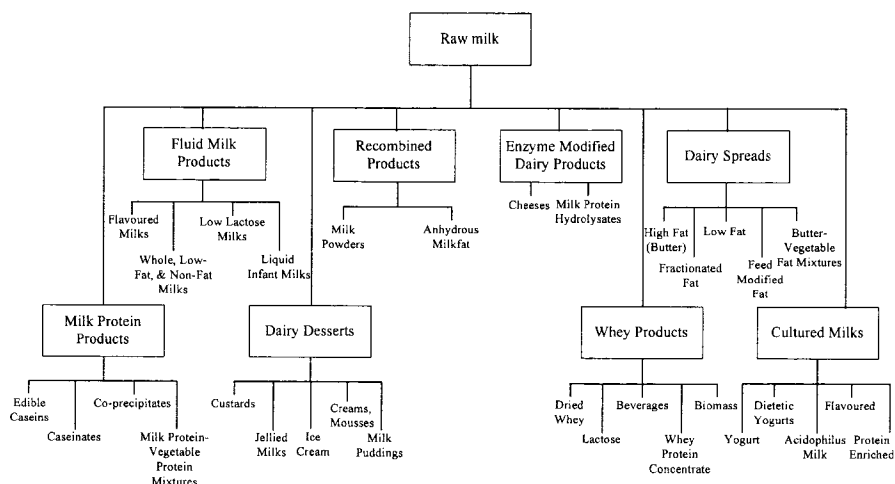 Raw milk
Fluid Milk
Products
Recombined
Products
Enzyme Modified
Dairy Products
Dairy Spreads
Flavoured
Milks
Whole, Low-
Fat, & Non-Fat
Milks
Low Lactose
Milks
Liquid
Infant Milks
Milk
Powders
Anhydrous
Milkfat
Cheeses
Milk Protein
Hydrolysates
High Fat
(Butter)
Fractionated
Fat
Low Fat
Feed
Modified
Fat
Butter-
Vegetable
Fat Mixtures
Milk Protein
Products
Dairy Desserts
Whey Products
Cultured Milks
Edible
Caseins
Caseinates
Co-precipitates
Milk Protein-
Vegetable
Protein
Mixtures
Custards
Jellied
Milks
Ice
Cream
Creams,
Mousses
Milk
Puddings
Dried
Whey
Lactose
Beverages
Whey
Protein
Concentrate
Biomass
Yogurt
Dietetic
Yogurts
Acidophilus
Milk
Flavoured
Protein
Enriched